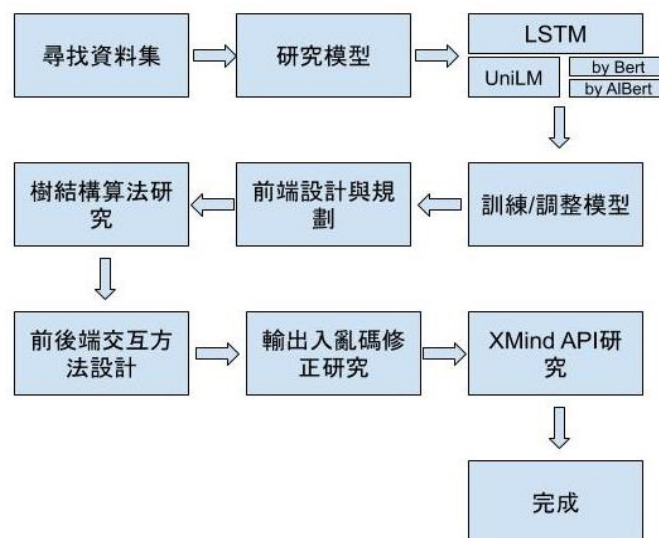 尋找資料集
研究模型
LSTM
UniLM
by Bert
by AlBert
訓練/調整模型
前端設計與規
劃
樹結構算法研
究
前後端交互方
法設計
輸出入亂碼修
正研究
XMind API研
究
完成